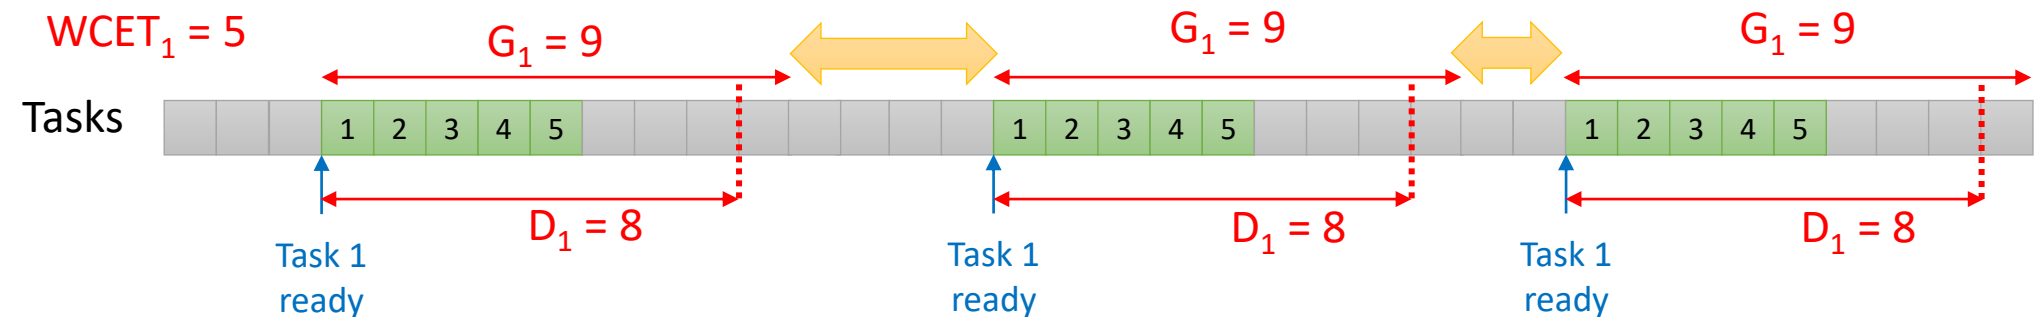 WCET₁ = 5
G₁ = 9
G₁ = 9
G₁ = 9
Tasks
1 2 3 4 5
1 2 3 4 5
1 2 3 4 5
D₁ = 8
D₁ = 8
D₁ = 8
Task 1
ready
Task 1
ready
Task 1
ready